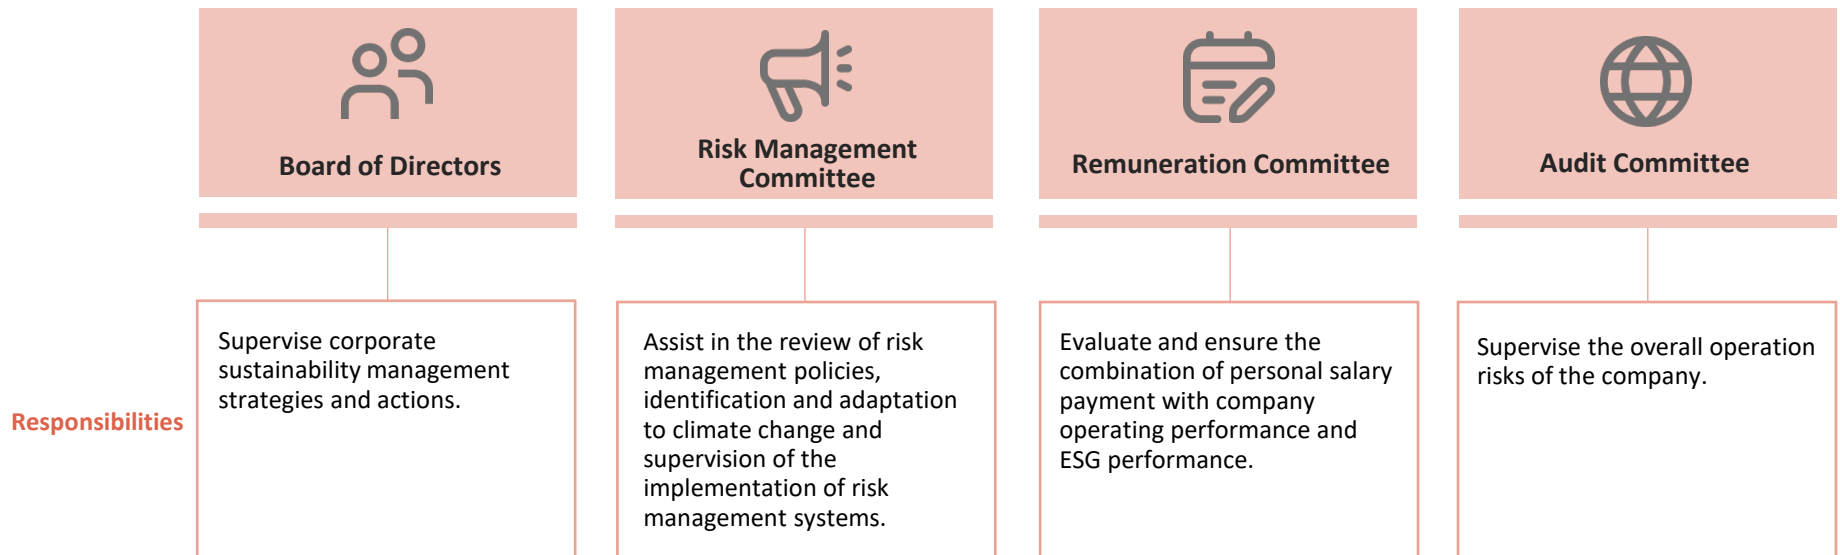 Board of Directors
Risk Management
Committee
Remuneration Committee
Audit Committee
Responsibilities
Supervise corporate
sustainability management
strategies and actions.
Assist in the review of risk
management policies,
identification and adaptation
to climate change and
supervision of the
implementation of risk
management systems.
Evaluate and ensure the
combination of personal salary
payment with company
operating performance and
ESG performance.
Supervise the overall operation
risks of the company.